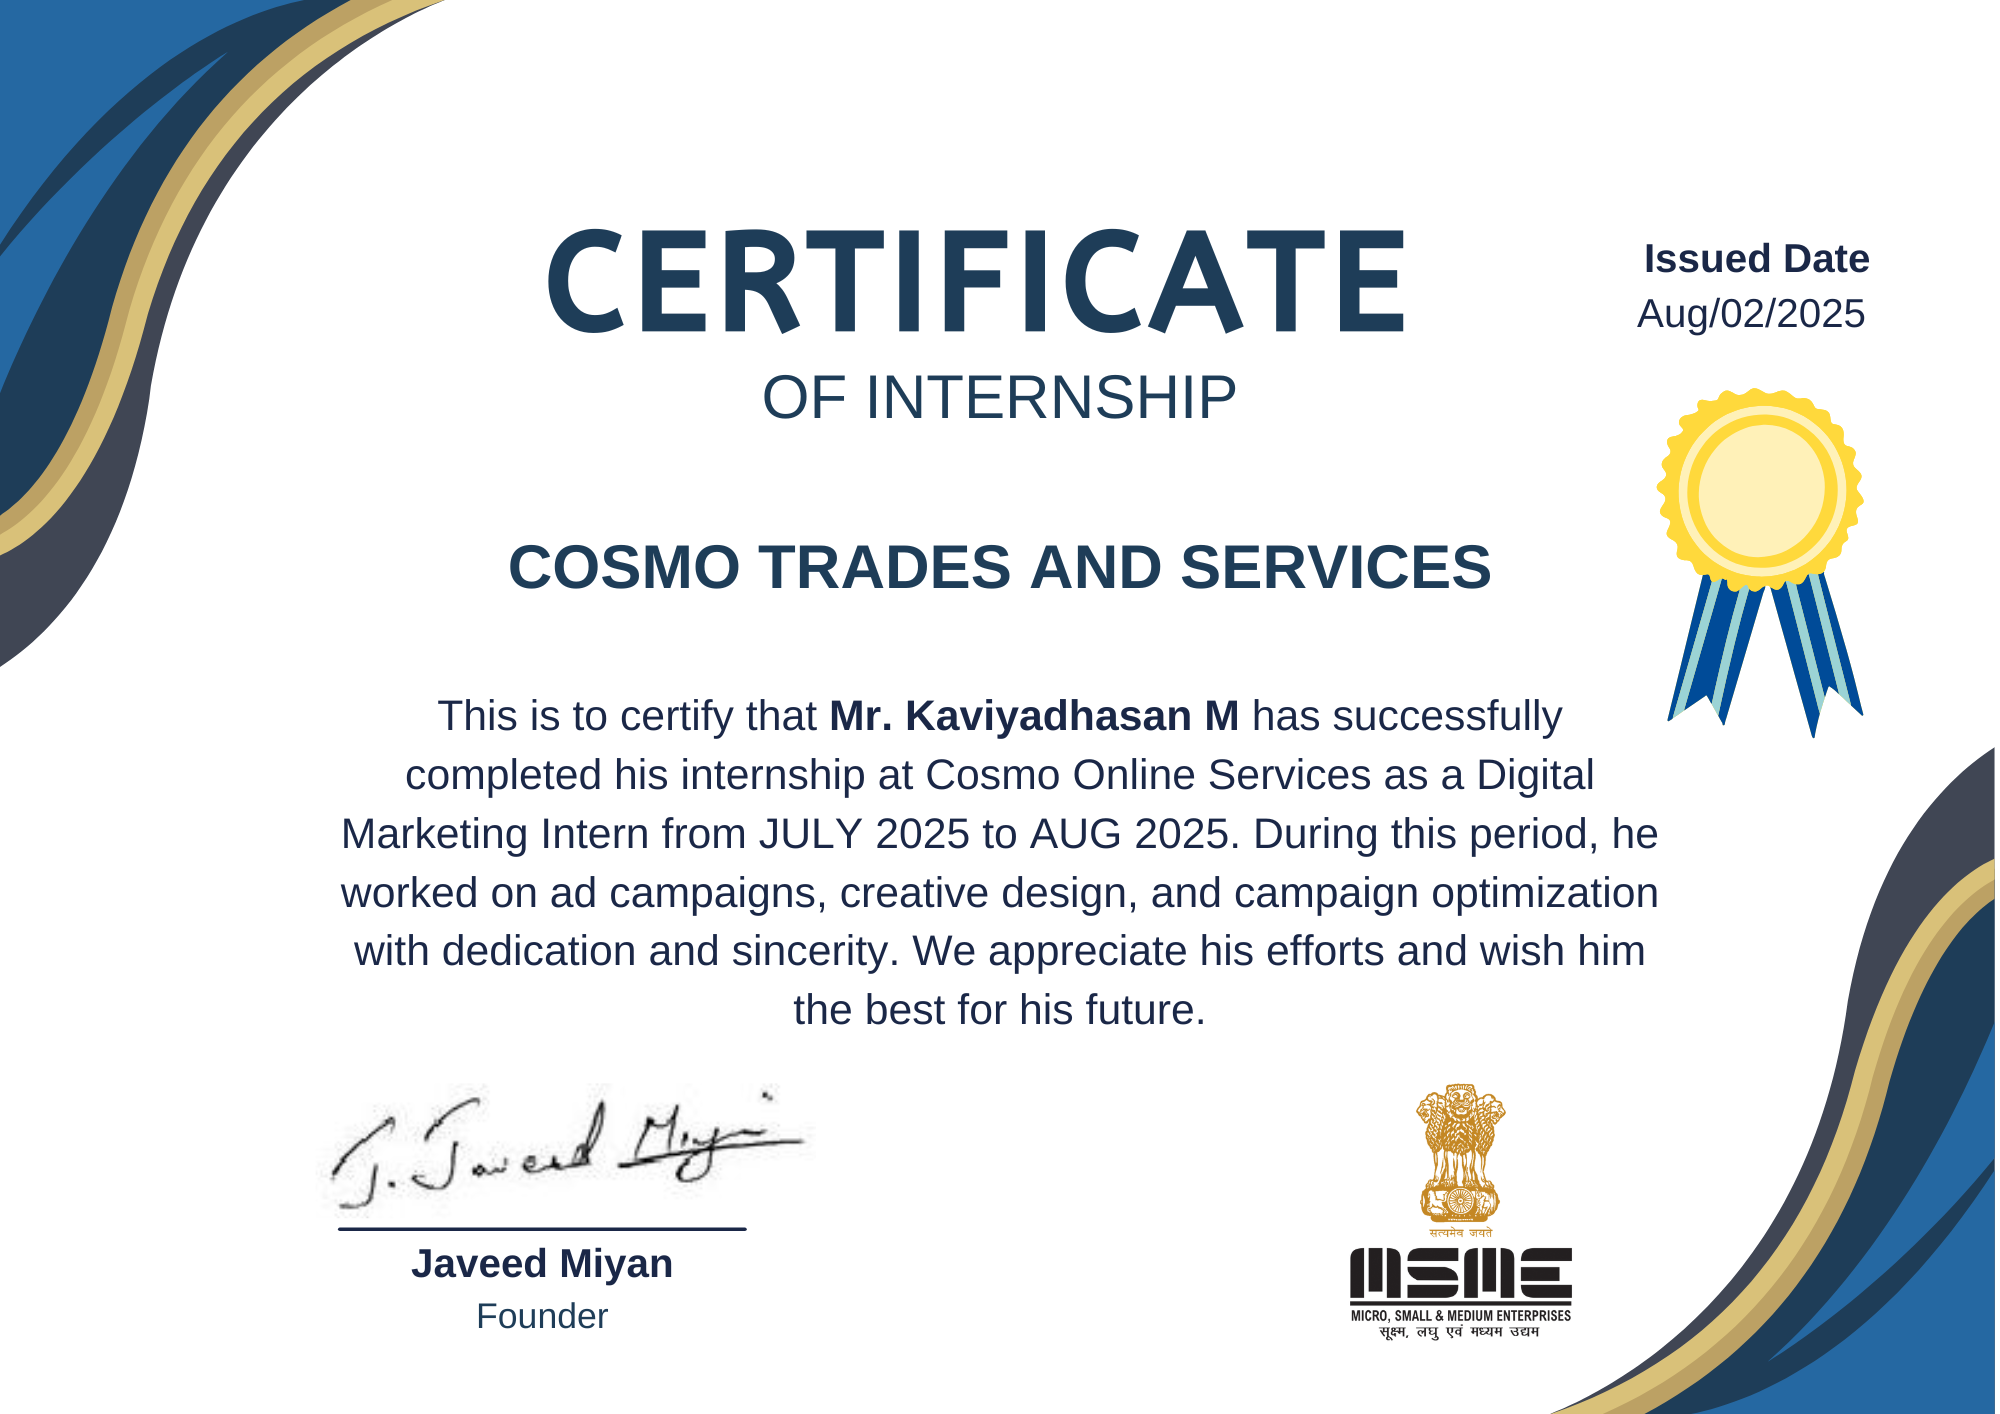 CERTIFICATE
OF INTERNSHIP
Issued Date
Aug/02/2025
COSMO TRADES AND SERVICES
This is to certify that Mr. Kaviyadhasan M has successfully
completed his internship at Cosmo Online Services as a Digital
Marketing Intern from JULY 2025 to AUG 2025. During this period, he
worked on ad campaigns, creative design, and campaign optimization
with dedication and sincerity. We appreciate his efforts and wish him
the best for his future.
J. Javeed Miyan
Javeed Miyan
Founder
सत्यमेव जयते
MSME
MICRO, SMALL & MEDIUM ENTERPRISES
सूक्ष्म, लघु एवं मध्यम उद्यम